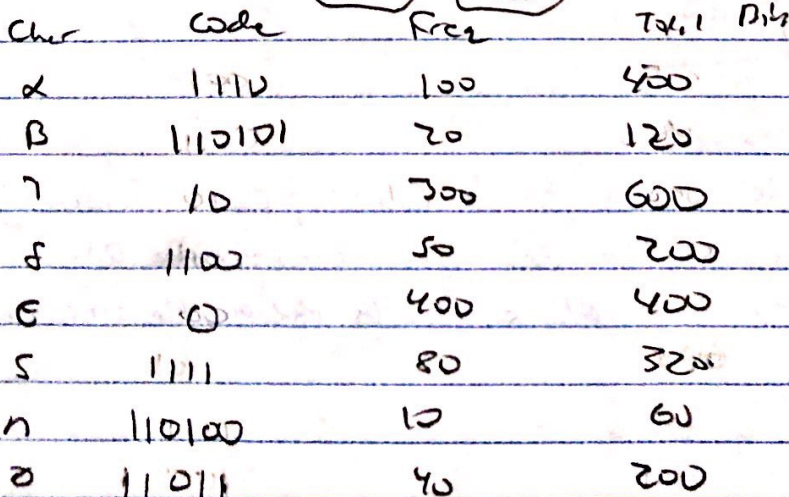 Char Code Freq Total Bits
α 1110 100 400
β 110101 20 120
γ 10 300 600
δ 1100 50 200
ε 0 400 400
ζ 1111 80 320
η 110100 10 60
θ 11011 40 200